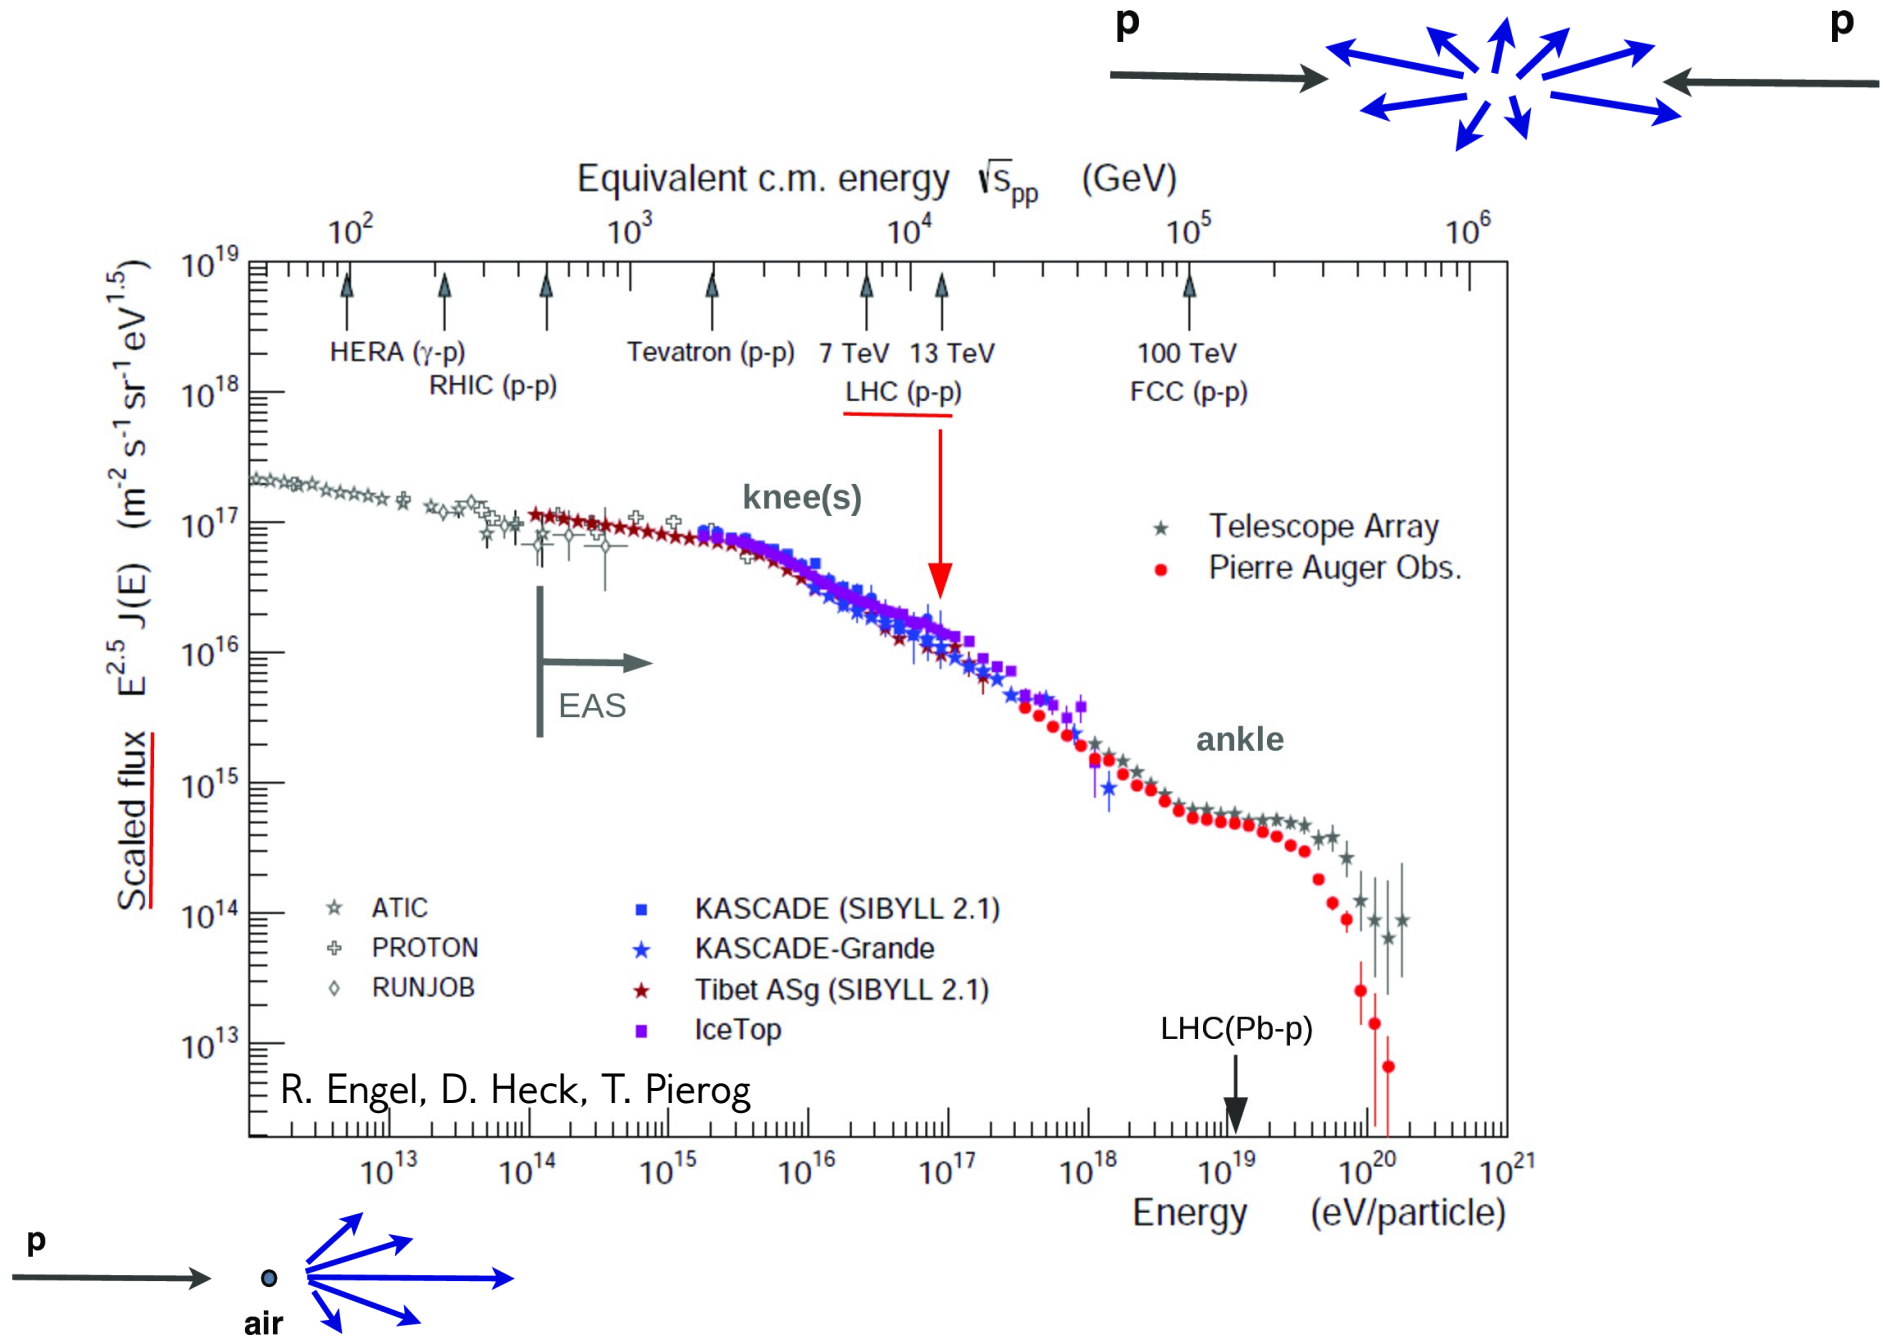 p p
Equivalent c.m. energy √s_pp (GeV)
10^2 10^3 10^4 10^5 10^6
10^19
10^18
10^17
10^16
10^15
10^14
10^13
Scaled flux E^2.5 J(E) (m^-2 s^-1 sr^-1 eV^1.5)
HERA (γ-p)
RHIC (p-p)
Tevatron (p-p)
7 TeV 13 TeV
LHC (p-p)
100 TeV
FCC (p-p)
knee(s)
Telescope Array
Pierre Auger Obs.
EAS
ankle
ATIC
PROTON
RUNJOB
KASCADE (SIBYLL 2.1)
KASCADE-Grande
Tibet ASg (SIBYLL 2.1)
IceTop
LHC(Pb-p)
R. Engel, D. Heck, T. Pierog
10^13 10^14 10^15 10^16 10^17 10^18 10^19 10^20 10^21
Energy (eV/particle)
p
air